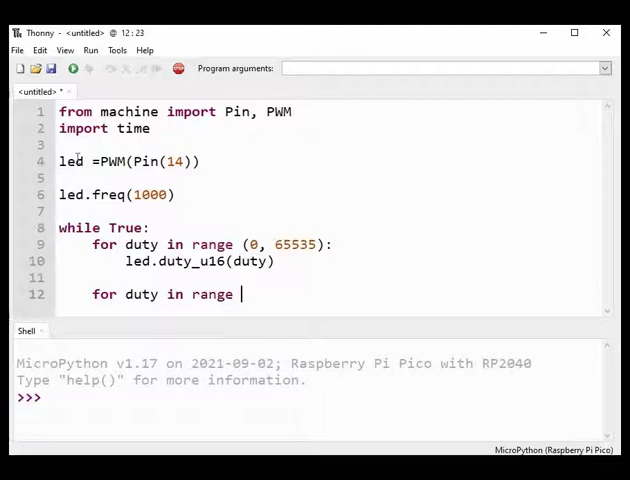 Thonny - <untitled> * @ 12 : 23
File Edit View Run Tools Help
Program arguments:
<untitled> *
1 from machine import Pin, PWM
2 import time
3
4 led =PWM(Pin(14))
5
6 led.freq(1000)
7
8 while True:
9 for duty in range (0, 65535):
10 led.duty_u16(duty)
11
12 for duty in range
Shell
MicroPython v1.17 on 2021-09-02; Raspberry Pi Pico with RP2040
Type "help()" for more information.
>>>
MicroPython (Raspberry Pi Pico)